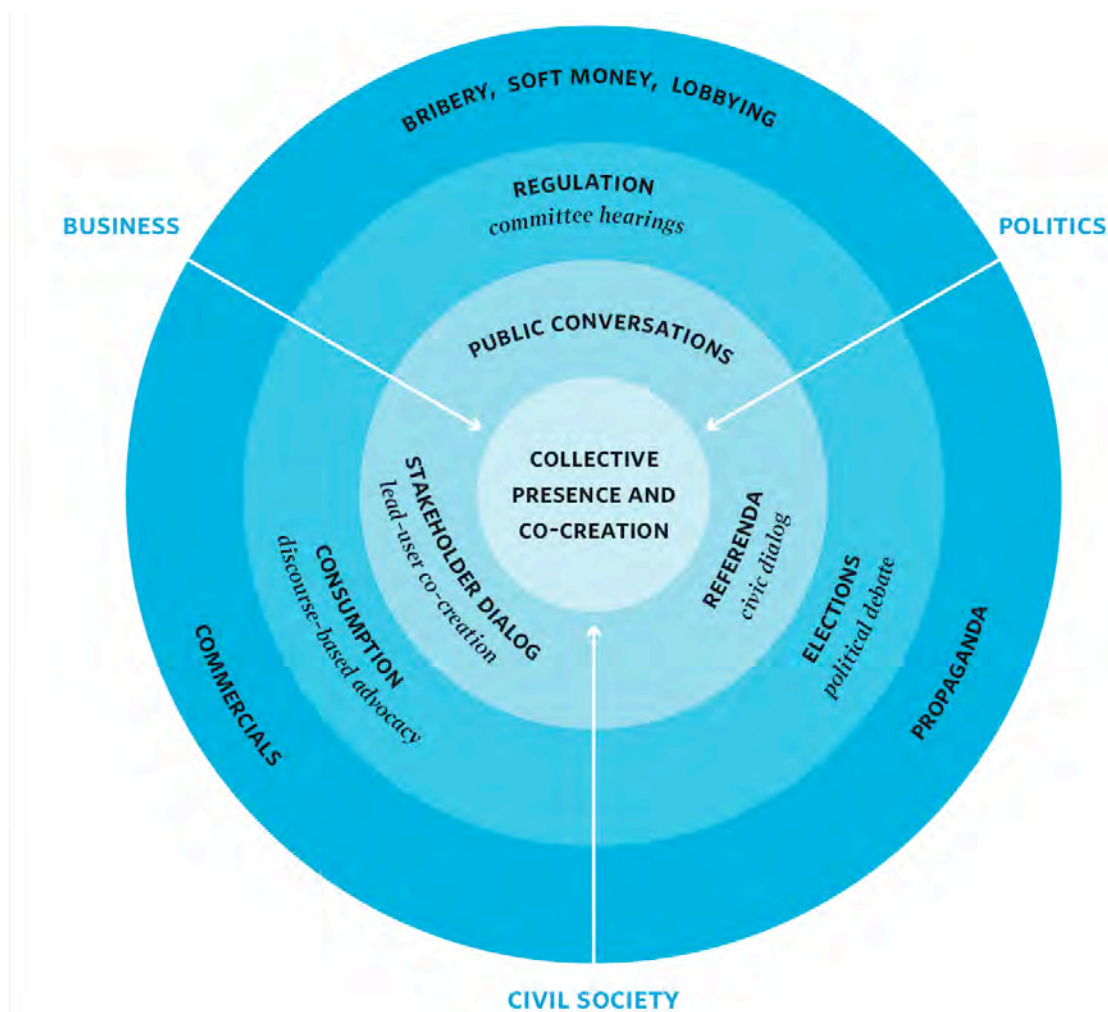 BRIBERY, SOFT MONEY, LOBBYING
REGULATION
committee hearings
BUSINESS
POLITICS
PUBLIC CONVERSATIONS
COLLECTIVE
PRESENCE AND
CO-CREATION
STAKEHOLDER DIALOG
lead-user co-creation
REFERENDA
civic dialog
CONSUMPTION
discourse-based advocacy
ELECTIONS
political debate
COMMERCIALS
PROPAGANDA
CIVIL SOCIETY